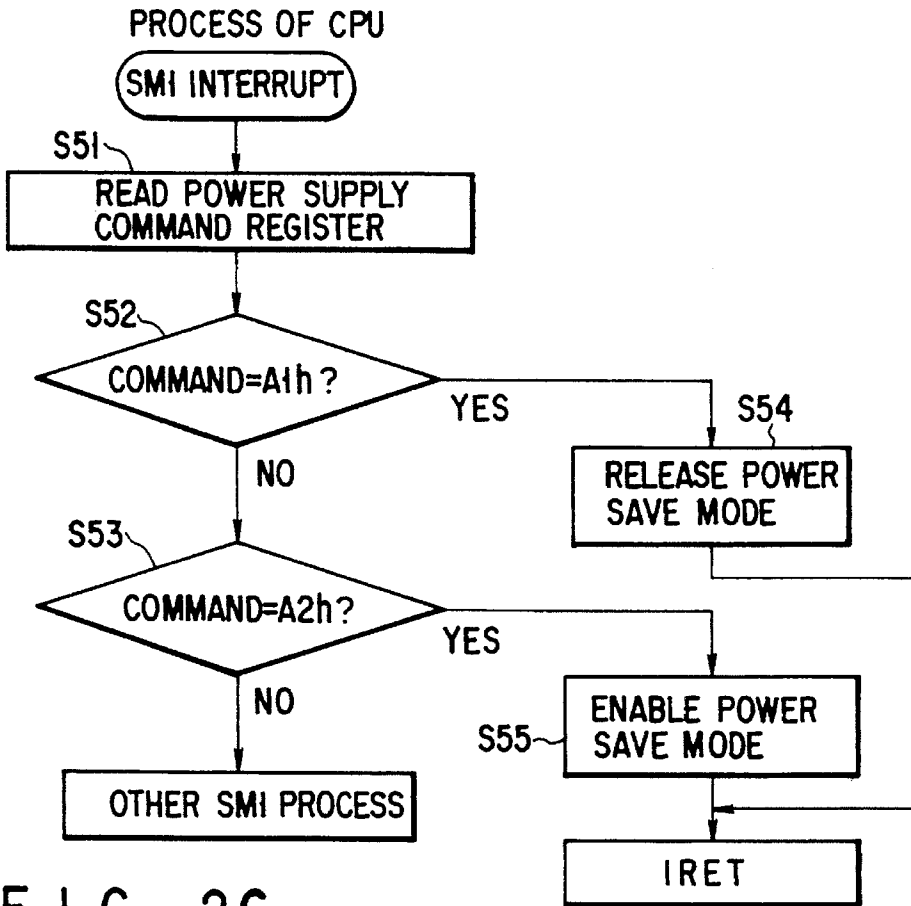 PROCESS OF CPU
SMI INTERRUPT
S51
READ POWER SUPPLY
COMMAND REGISTER
S52
COMMAND=A1h?
YES
NO
S54
RELEASE POWER
SAVE MODE
S53
COMMAND=A2h?
YES
NO
S55
ENABLE POWER
SAVE MODE
OTHER SMI PROCESS
IRET